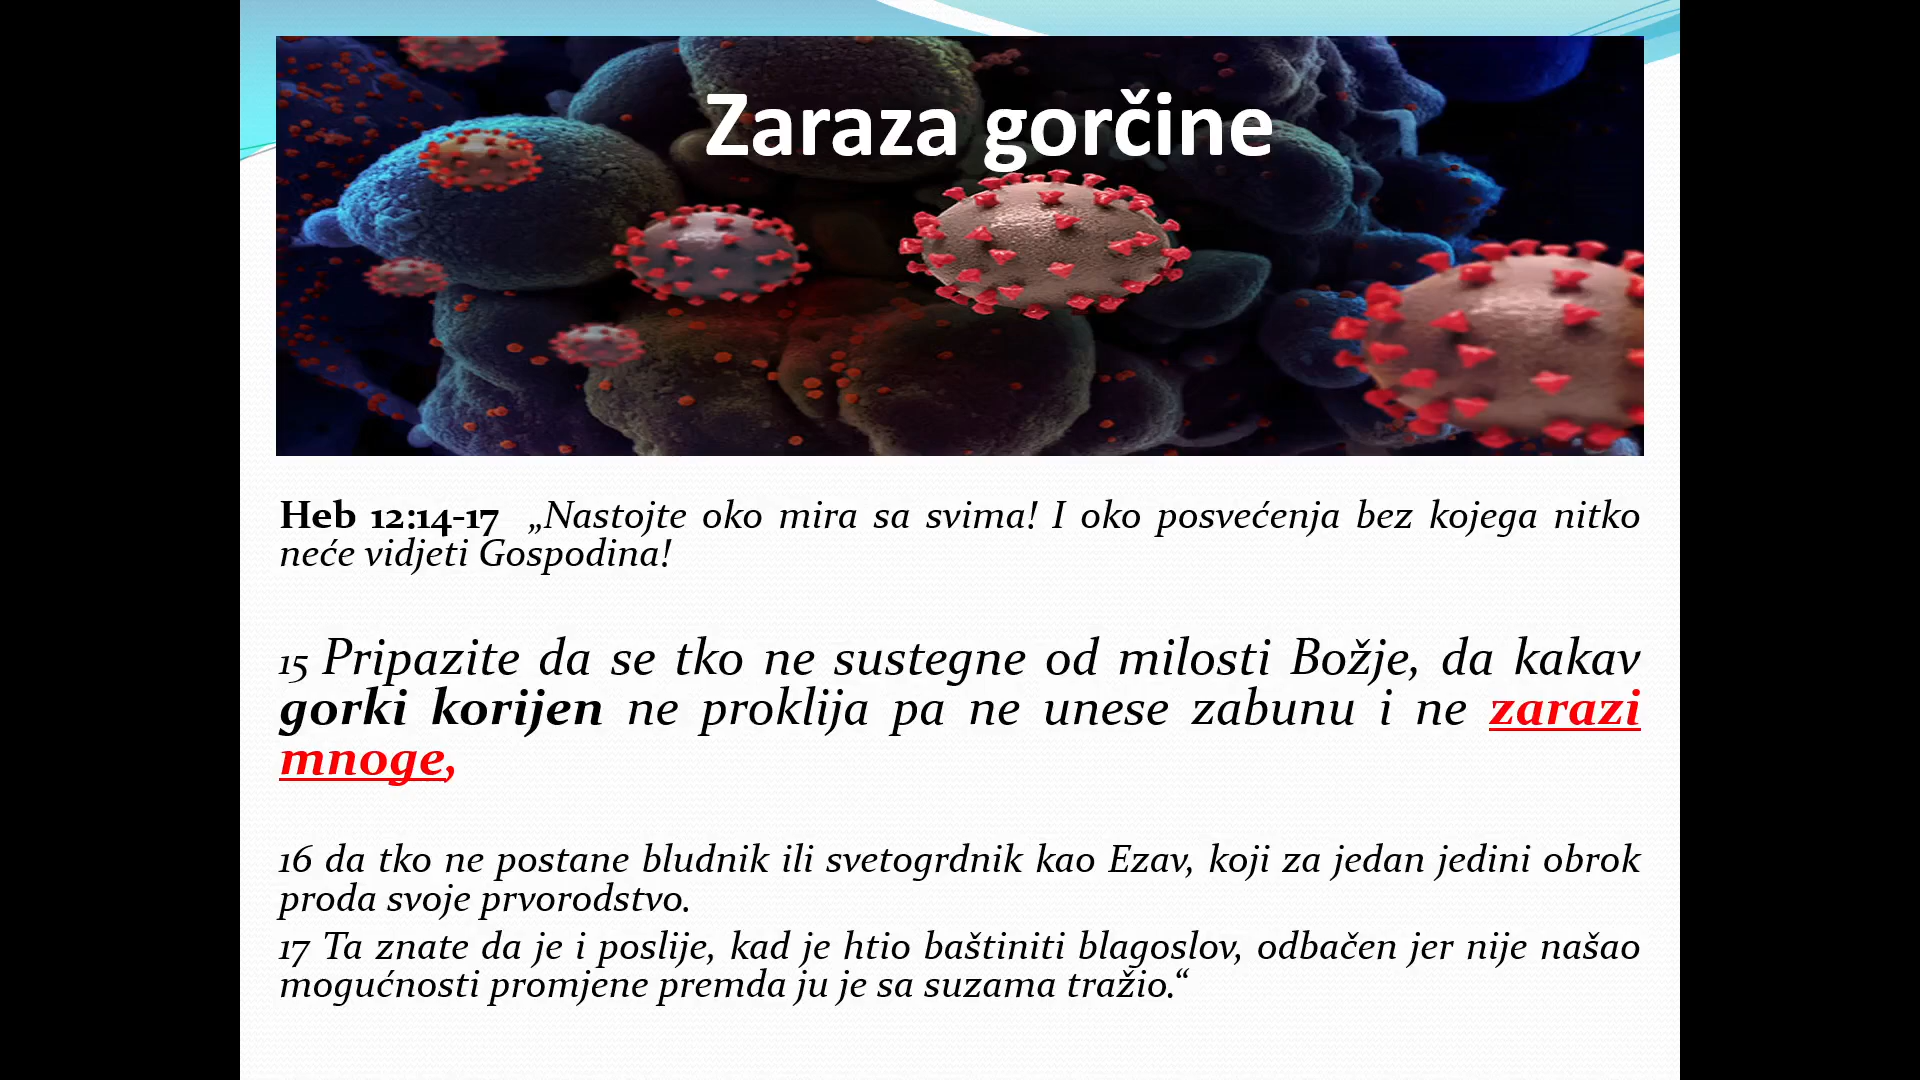 Zaraza gorčine
Heb 12:14-17 „Nastojte oko mira sa svima! I oko posvećenja bez kojega nitko
neće vidjeti Gospodina!
15 Pripazite da se tko ne sustegne od milosti Božje, da kakav
gorki korijen ne proklija pa ne unese zabunu i ne zarazi
mnoge,
16 da tko ne postane bludnik ili svetogrdnik kao Ezav, koji za jedan jedini obrok
proda svoje prvorodstvo.
17 Ta znate da je i poslije, kad je htio baštiniti blagoslov, odbačen jer nije našao
mogućnosti promjene premda ju je sa suzama tražio.“